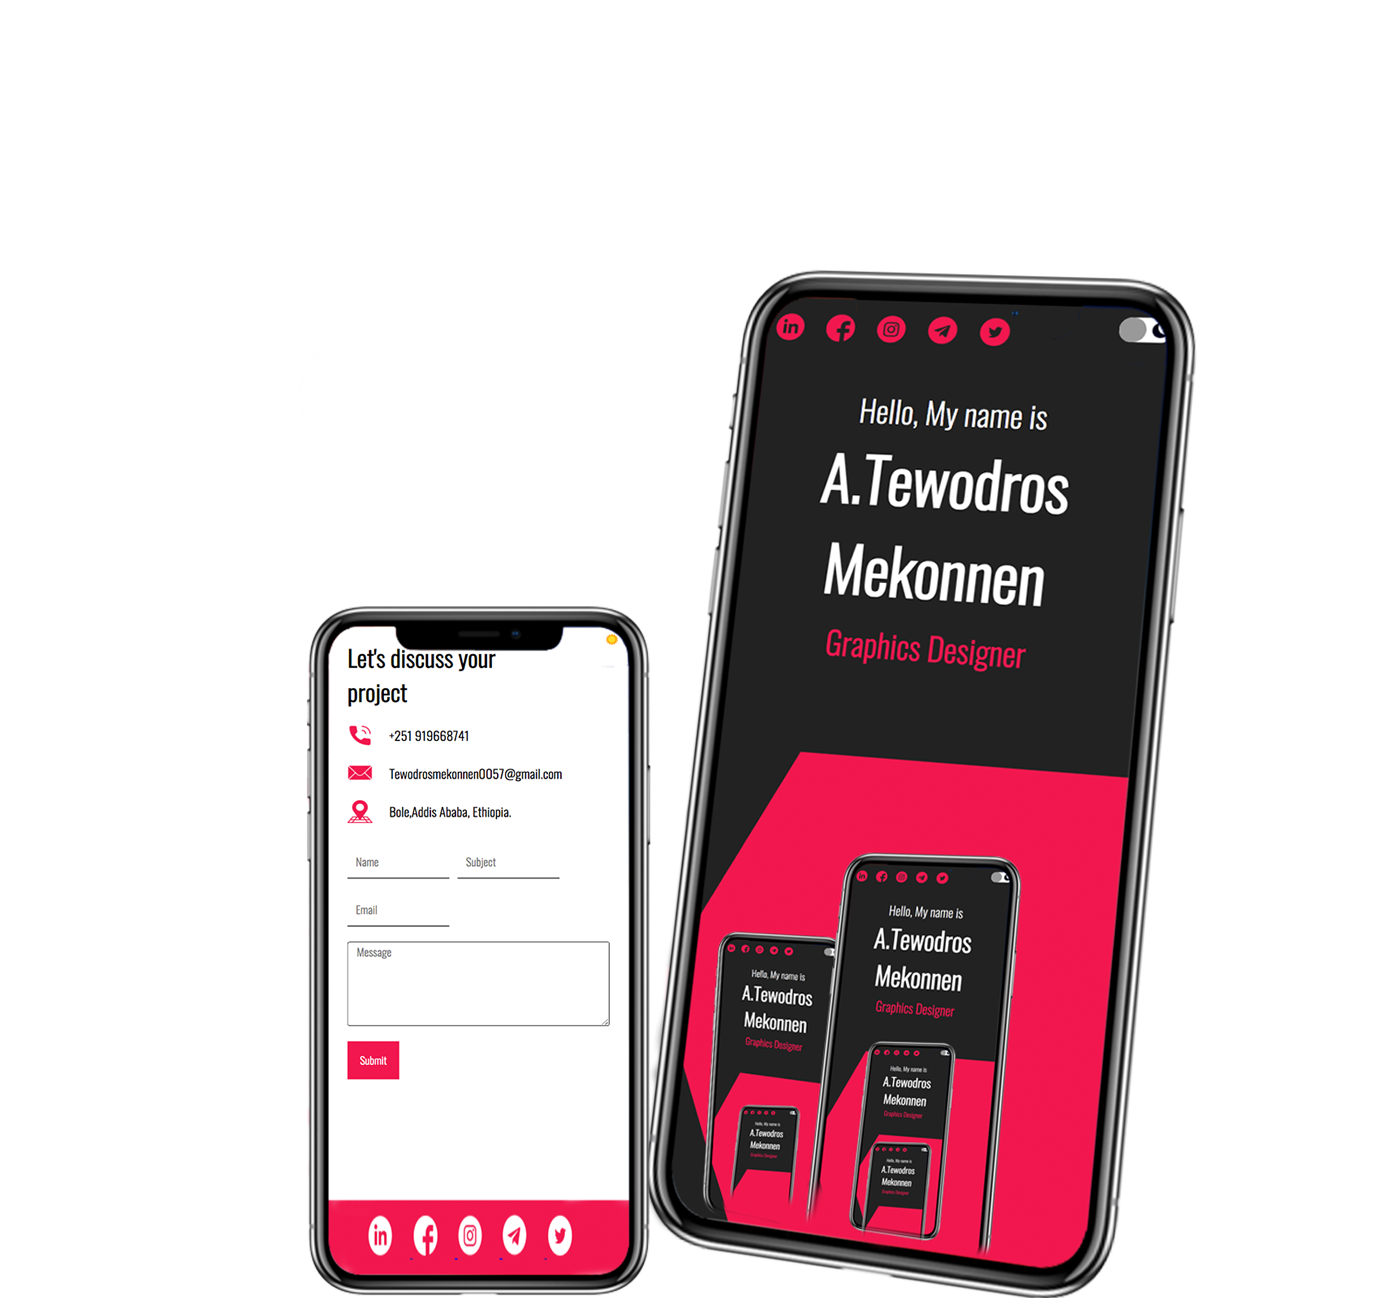 Let's discuss your
project
+251 919668741
Tewodrosmekonnen0057@gmail.com
Bole,Addis Ababa, Ethiopia.
Name
Subject
Email
Message
Submit
Hello, My name is
A.Tewodros
Mekonnen
Graphics Designer
Hello, My name is
A.Tewodros
Mekonnen
Graphics Designer
Hello, My name is
A.Tewodros
Mekonnen
Graphics Designer
Hello, My name is
A.Tewodros
Mekonnen
Graphics Designer
Hello, My name is
A.Tewodros
Mekonnen
Graphics Designer
Hello, My name is
A.Tewodros
Mekonnen
Graphics Designer